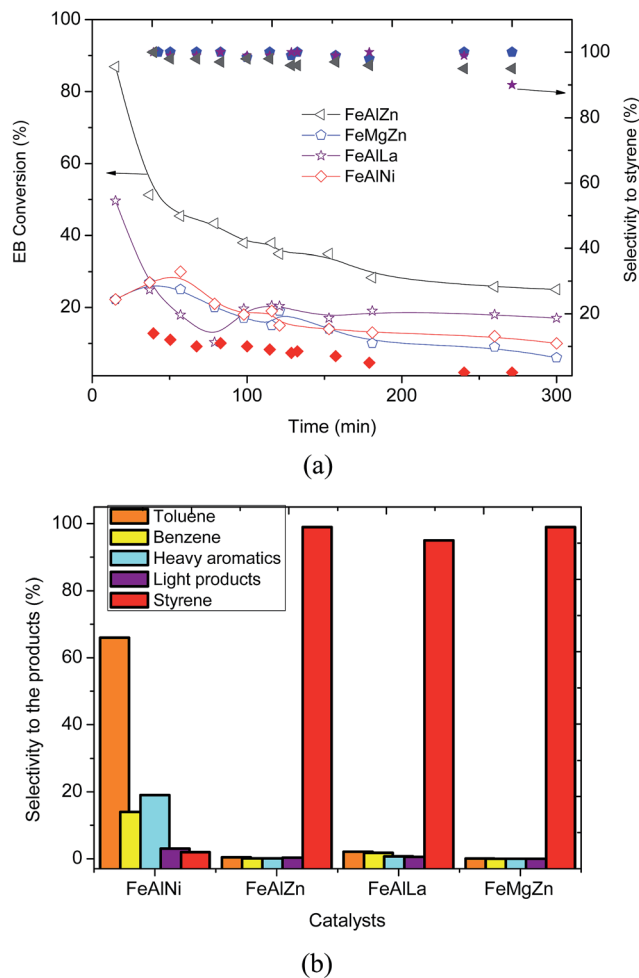 100
80
60
40
20
EB Conversion (%)
100
80
60
40
20
Selectivity to styrene (%)
FeAlZn
FeMgZn
FeAlLa
FeAlNi
0
100
200
300
Time (min)
(a)
100
80
60
40
20
0
Selectivity to the products (%)
Toluene
Benzene
Heavy aromatics
Light products
Styrene
FeAlNi
FeAlZn
FeAlLa
FeMgZn
Catalysts
(b)